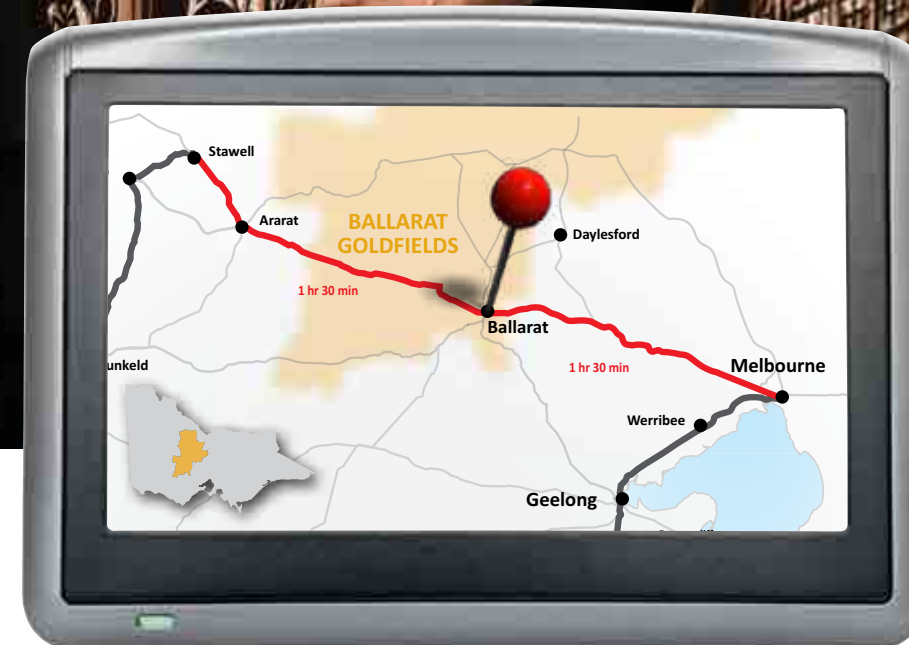 Stawell
Ararat
BALLARAT
GOLDFIELDS
Daylesford
1 hr 30 min
Ballarat
1 hr 30 min
unkeld
Melbourne
Werribee
Geelong